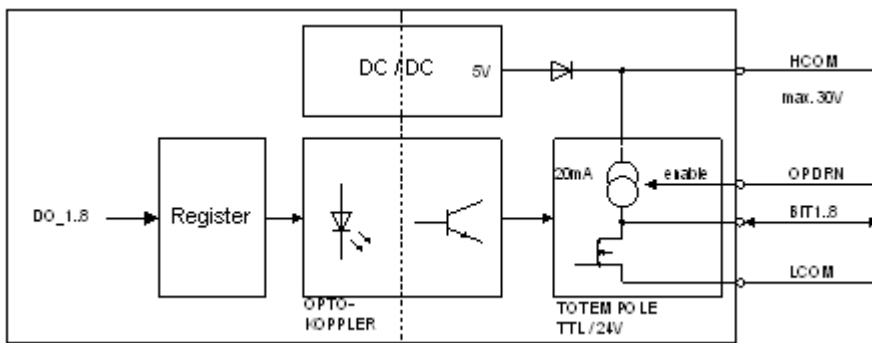 DC / DC
5V
HCOM
max. 30V
20mA
enable
OPDRN
DO_1..8
Register
BIT1..8
LCOM
OPTO-
KOPPLER
TOTEM POLE
TTL / 24V